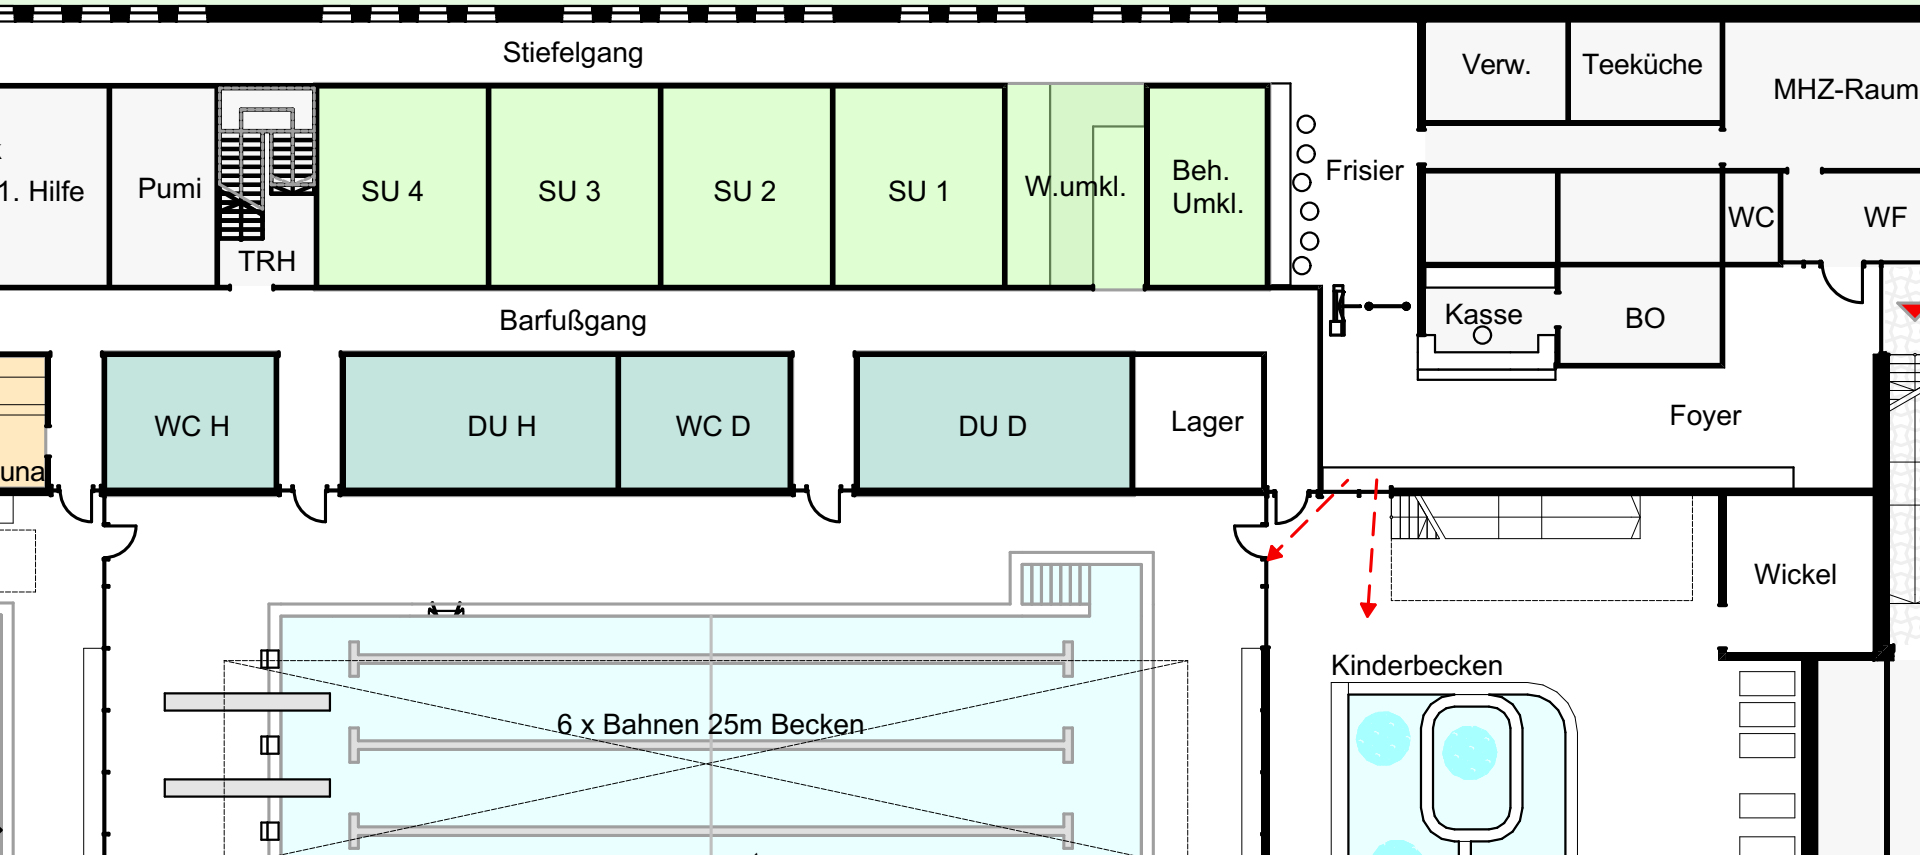 Stiefelgang
Verw.
Teeküche
MHZ-Raum
1. Hilfe
Pumi
TRH
SU 4
SU 3
SU 2
SU 1
W.umkl.
Beh.
Umkl.
Frisier
WC
WF
Barfußgang
Kasse
BO
Foyer
una
WC H
DU H
WC D
DU D
Lager
Wickel
Kinderbecken
6 x Bahnen 25m Becken